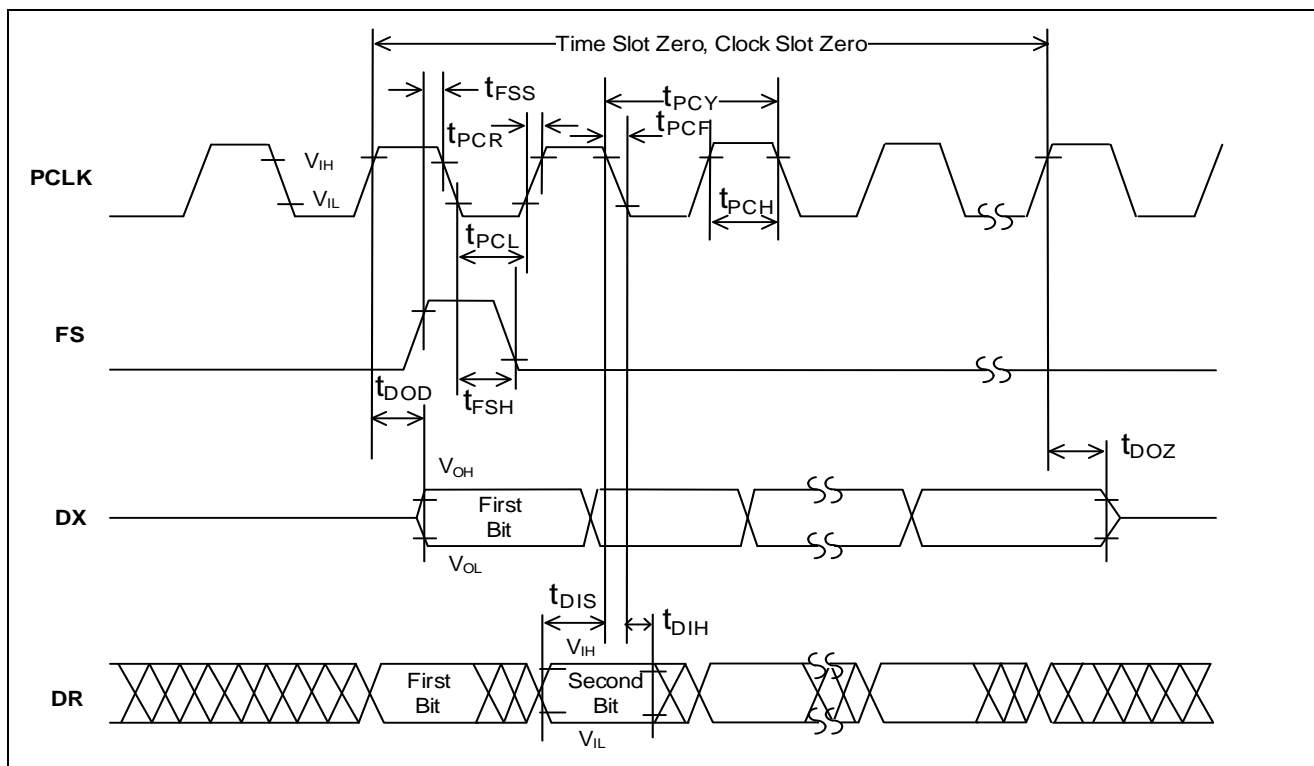 Time Slot Zero, Clock Slot Zero
tFSS
tPCY
tPCR
tPCF
PCLK
VIH
VIL
tPCH
tPCL
FS
tDOD
tFSH
tDOZ
VOH
DX
First
Bit
VOL
tDIS
tDIH
VIH
DR
First
Bit
Second
Bit
VIL